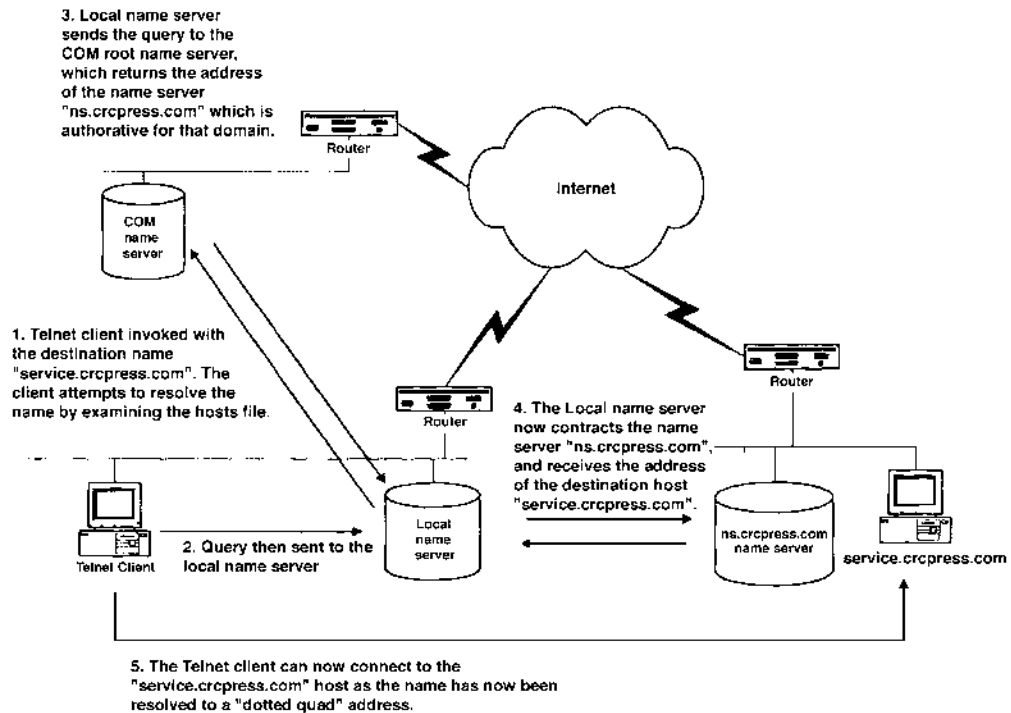 3. Local name server
sends the query to the
COM root name server,
which returns the address
of the name server
"ns.crcpress.com" which is
authorative for that domain.
Router
Internet
COM
name
server
1. Telnet client invoked with
the destination name
"service.crcpress.com". The
client attempts to resolve the
name by examining the hosts file.
Router
Router
4. The Local name server
now contracts the name
server "ns.crcpress.com",
and receives the address
of the destination host
"service.crcpress.com".
Telnet Client
2. Query then sent to the
local name server
Local
name
server
ns.crcpress.com
name server
service.crcpress.com
5. The Telnet client can now connect to the
"service.crcpress.com" host as the name has now been
resolved to a "dotted quad" address.